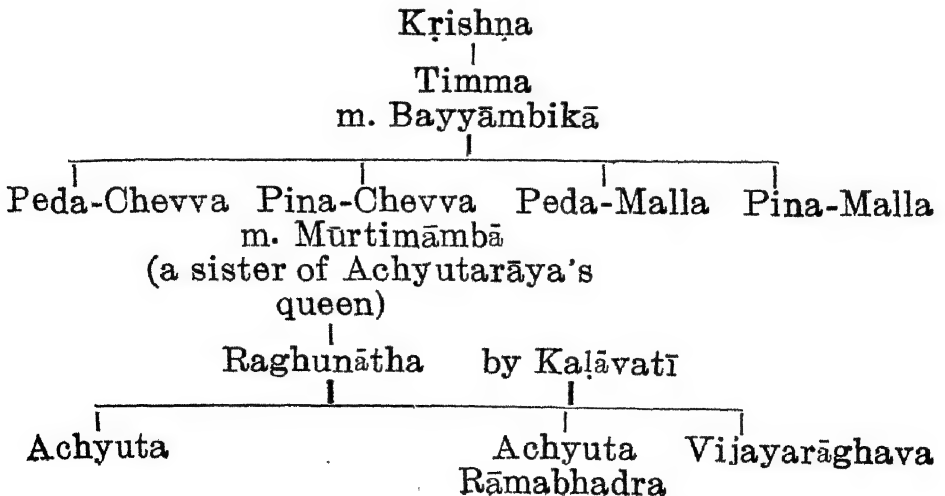 Kṛishṇa
Timma
m. Bayyāmbikā
Peda-Chevva Pina-Chevva Peda-Malla Pina-Malla
m. Mūrtimāmbā
(a sister of Achyutarāya's
queen)
Raghunātha by Kaḷāvatī
Achyuta Achyuta Vijayarāghava
Rāmabhadra